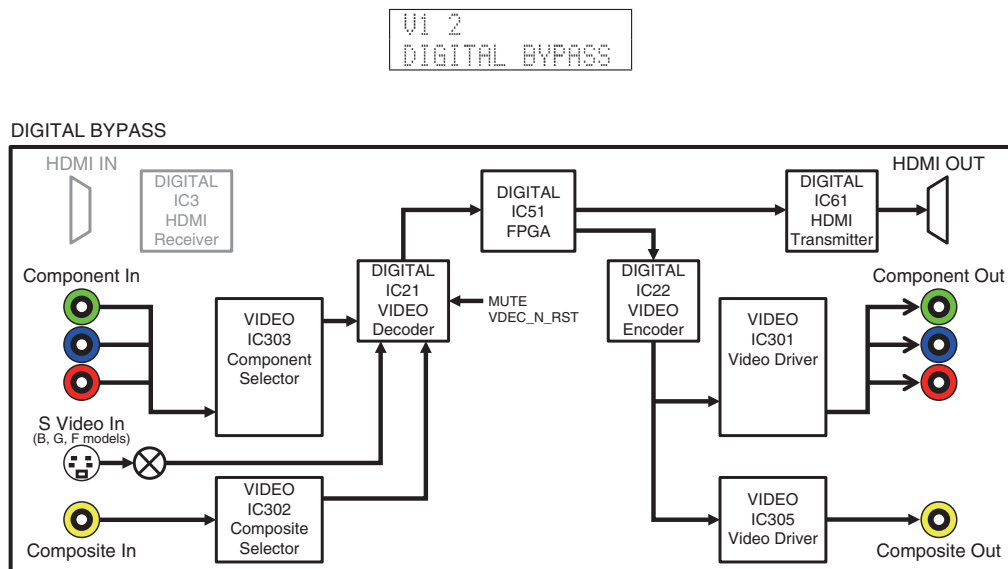 V1 2
DIGITAL BYPASS
DIGITAL BYPASS
HDMI IN
DIGITAL
IC3
HDMI
Receiver
DIGITAL
IC51
FPGA
DIGITAL
IC61
HDMI
Transmitter
HDMI OUT
Component In
VIDEO
IC303
Component
Selector
DIGITAL
IC21
VIDEO
Decoder
MUTE
VDEC_N_RST
DIGITAL
IC22
VIDEO
Encoder
VIDEO
IC301
Video Driver
Component Out
S Video In
(B, G, F models)
VIDEO
IC302
Composite
Selector
VIDEO
IC305
Video Driver
Composite In
Composite Out